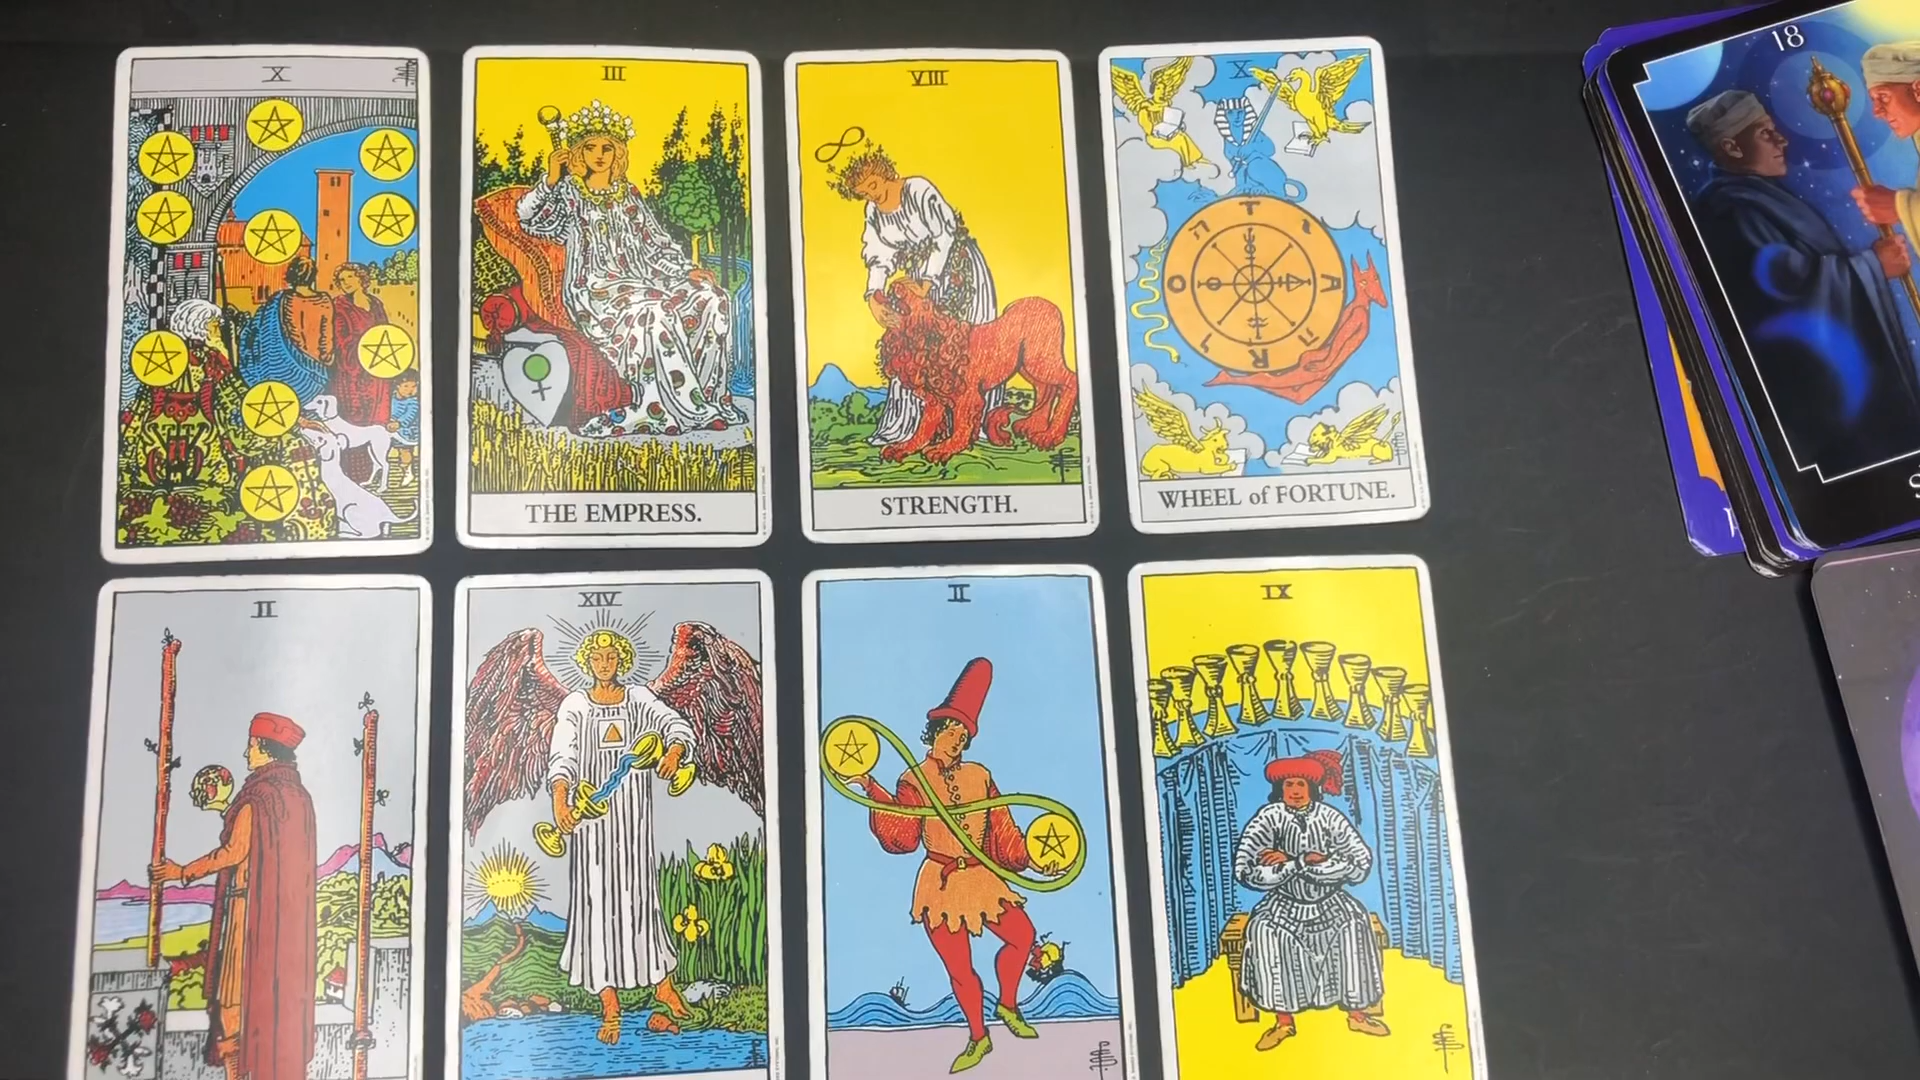 X
III
VIII
X
18
THE EMPRESS.
STRENGTH.
WHEEL of FORTUNE.
II
XIV
II
IX